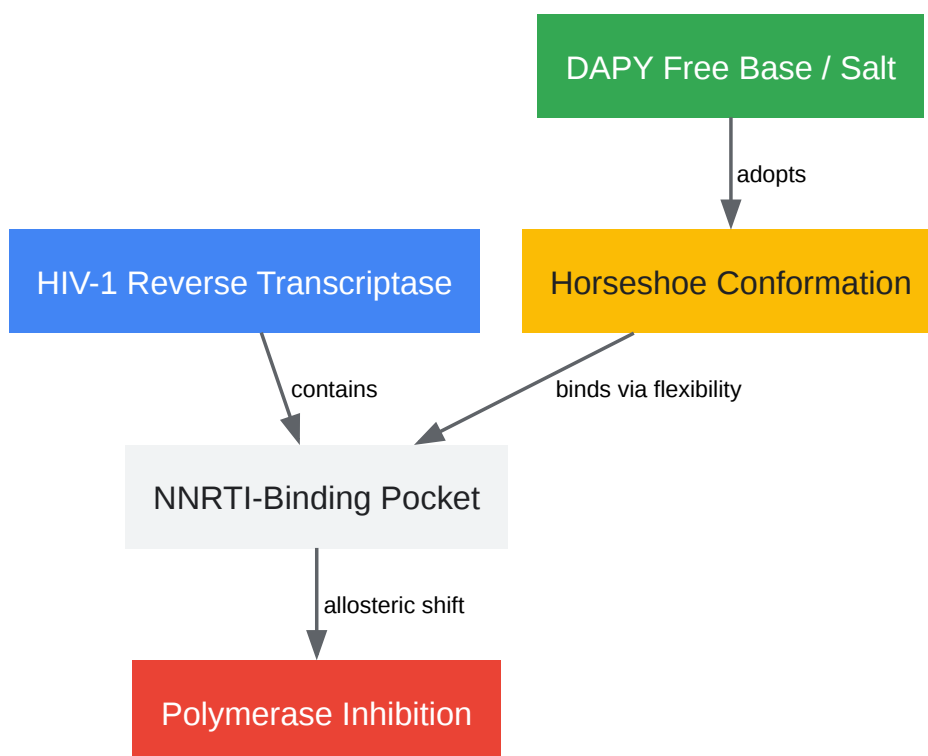 DAPY Free Base / Salt
adopts
HIV-1 Reverse Transcriptase
Horseshoe Conformation
contains
binds via flexibility
NNRTI-Binding Pocket
allosteric shift
Polymerase Inhibition